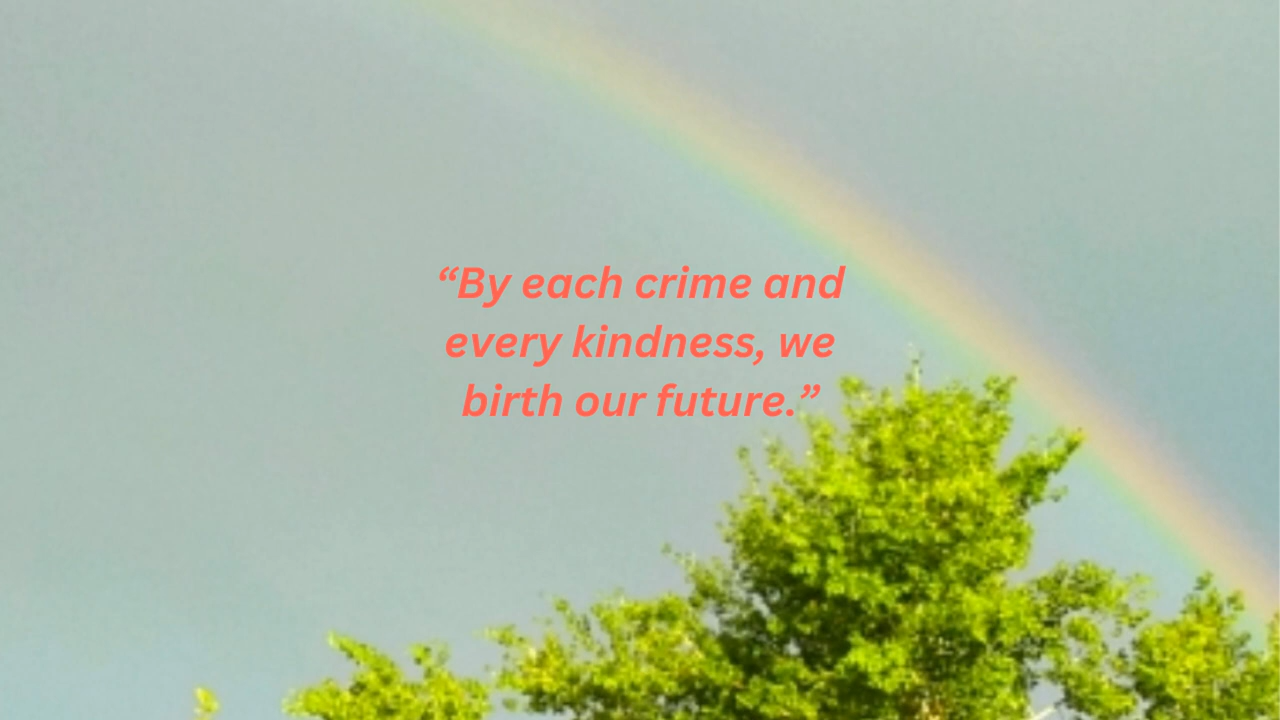 “By each crime and
every kindness, we
birth our future.”